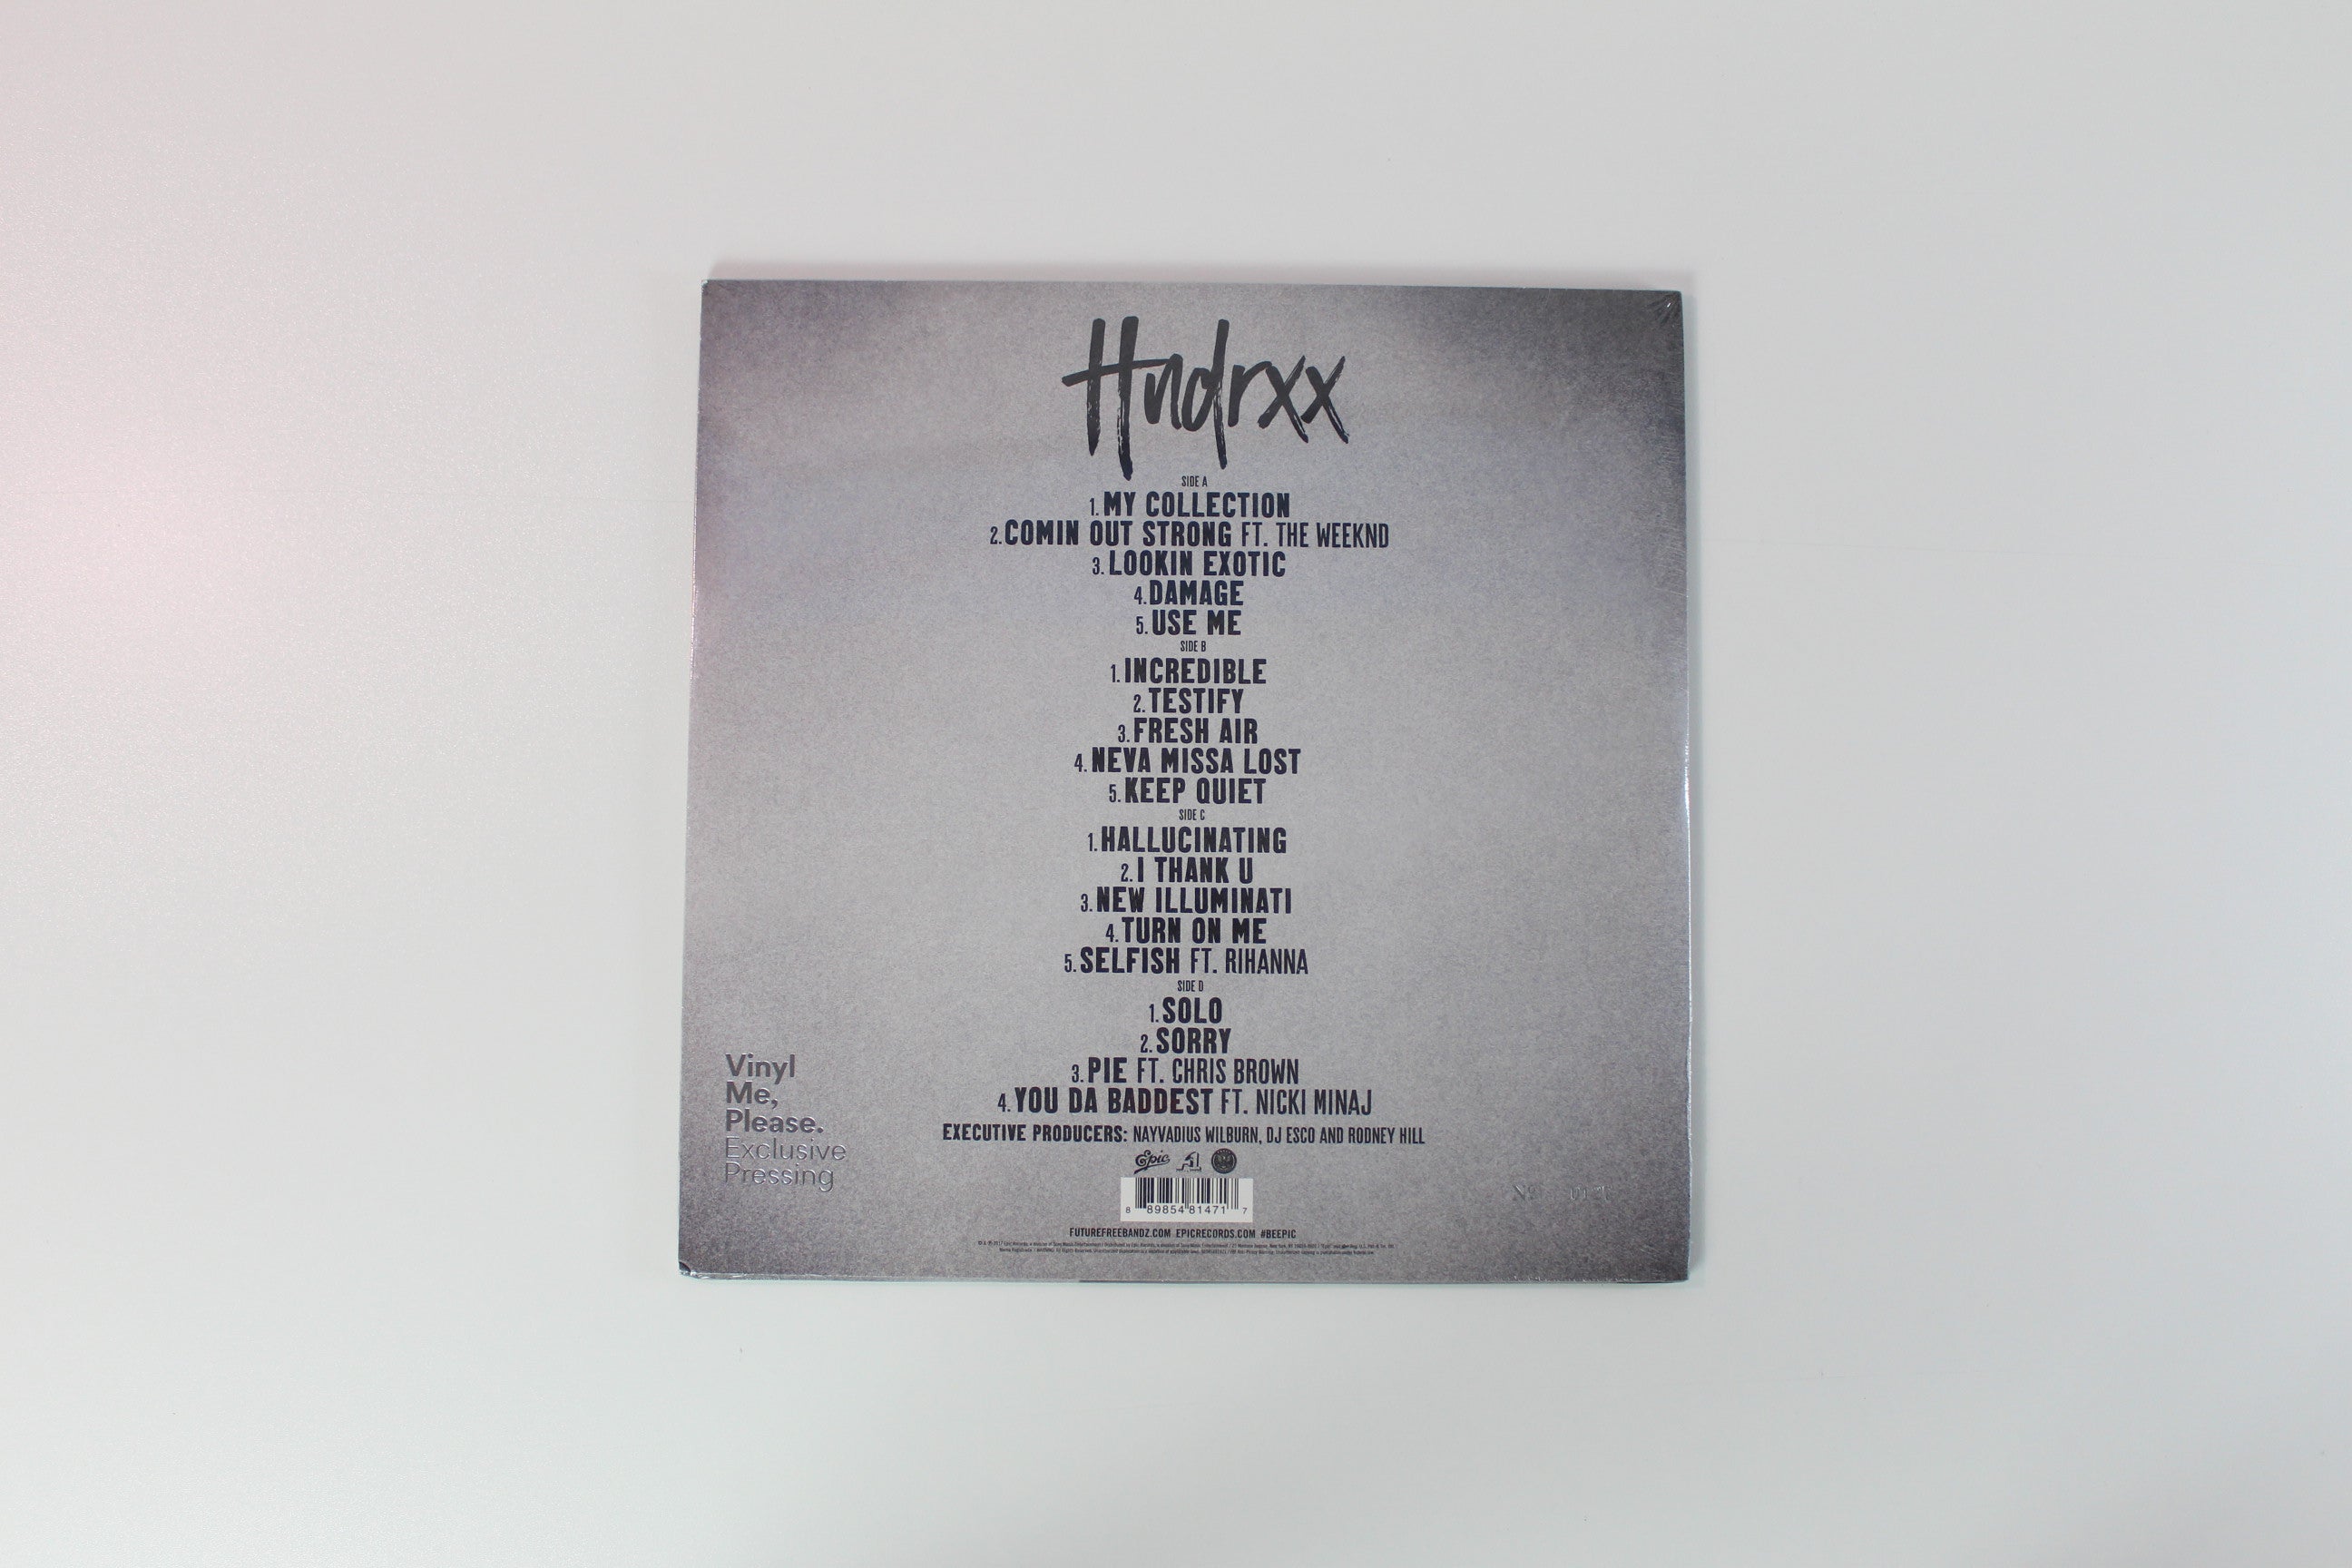 Hndrxx
SIDE A
1. MY COLLECTION
2. COMIN OUT STRONG FT. THE WEEKND
3. LOOKIN EXOTIC
4. DAMAGE
5. USE ME
SIDE B
1. INCREDIBLE
2. TESTIFY
3. FRESH AIR
4. NEVA MISSA LOST
5. KEEP QUIET
SIDE C
1. HALLUCINATING
2. I THANK U
3. NEW ILLUMINATI
4. TURN ON ME
5. SELFISH FT. RIHANNA
SIDE D
1. SOLO
2. SORRY
3. PIE FT. CHRIS BROWN
4. YOU DA BADDEST FT. NICKI MINAJ
EXECUTIVE PRODUCERS: NAYVADIUS WILBURN, DJ ESCO AND RODNEY HILL
Vinyl
Me,
Please.
Exclusive
Pressing
Epic
8 89854 81471 7
FUTUREFREEBANDZ.COM EPICRECORDS.COM #BEEPIC